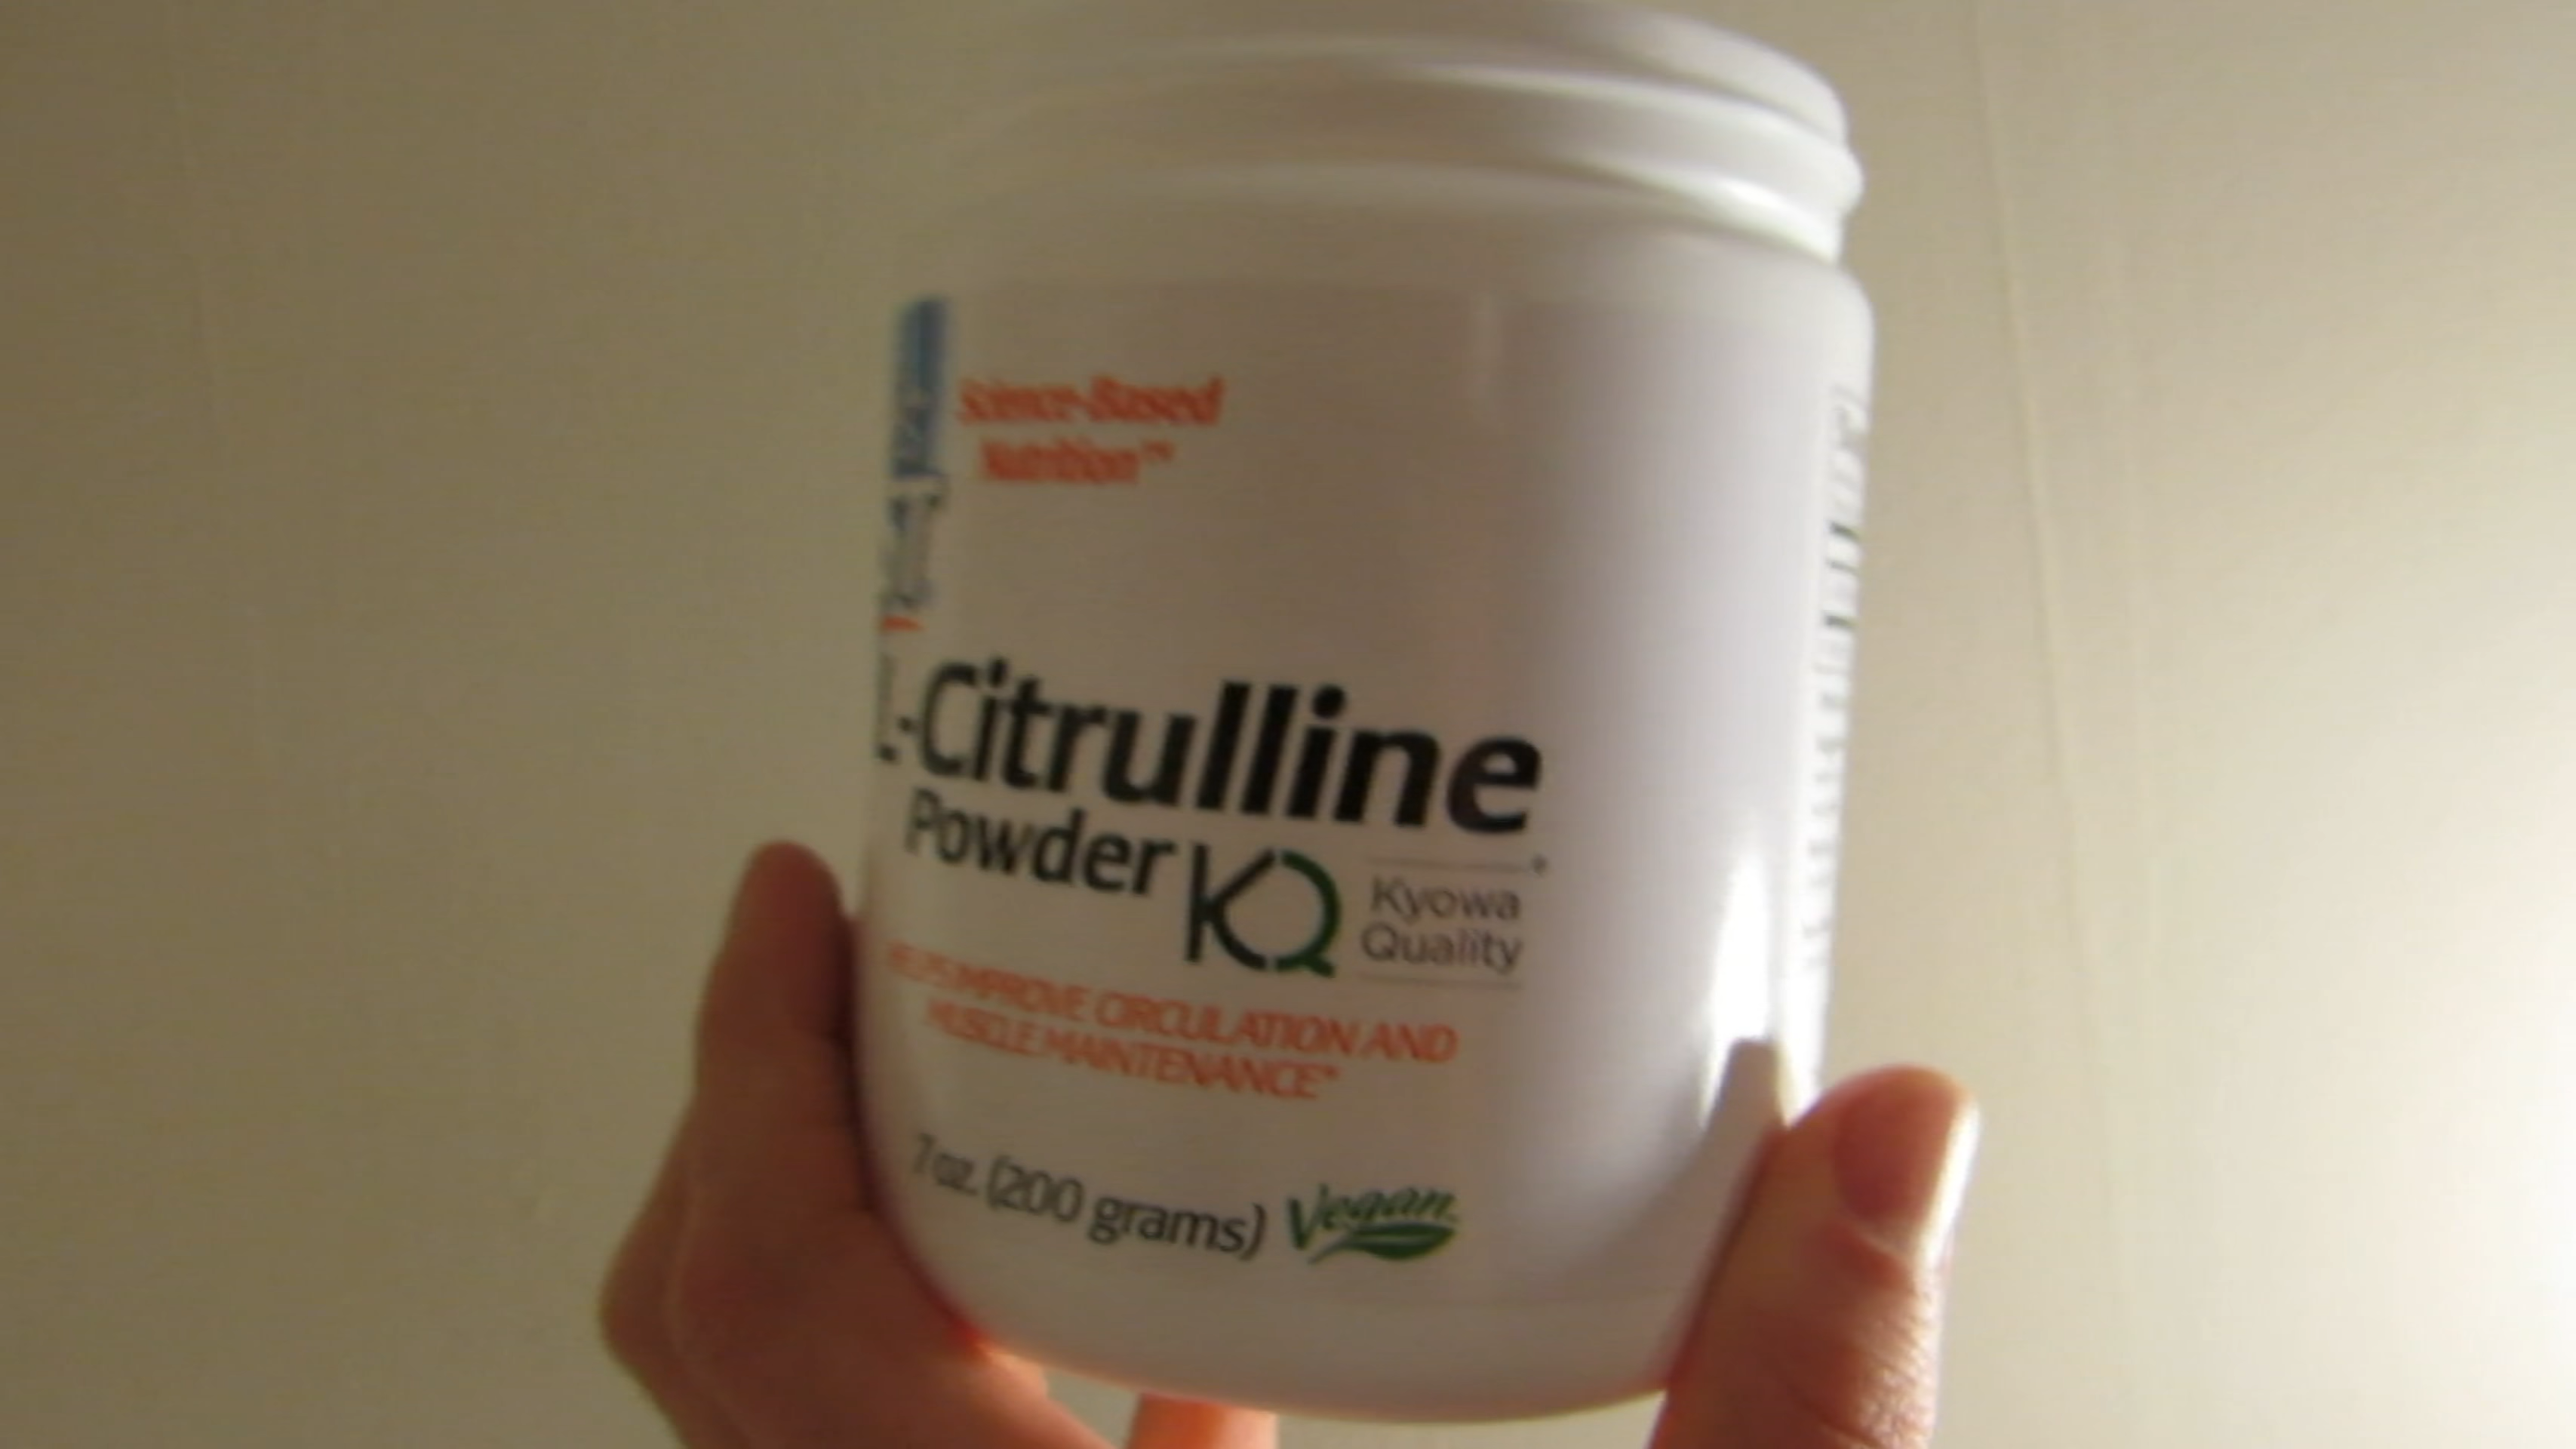 Science-Based
Nutrition™
L-Citrulline
Powder
KQ
Kyowa
Quality
HELPS IMPROVE CIRCULATION AND
MUSCLE MAINTENANCE*
7 oz. (200 grams)
Vegan